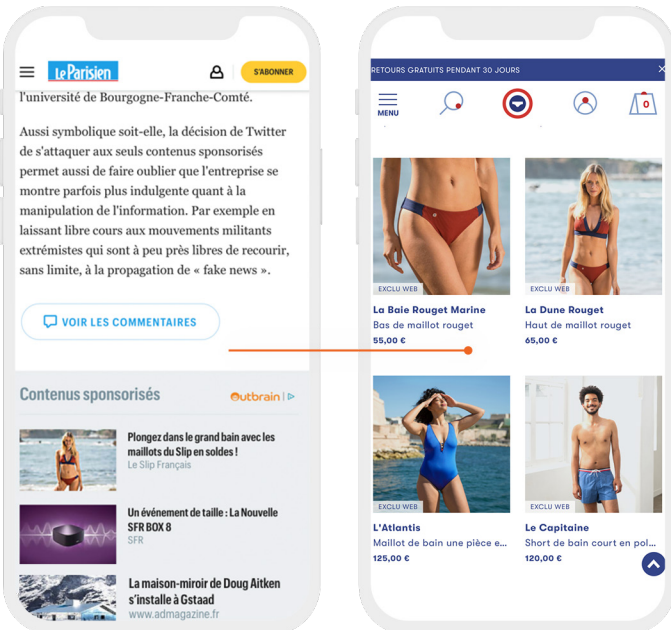 Le Parisien
S'ABONNER
l'université de Bourgogne-Franche-Comté.
Aussi symbolique soit-elle, la décision de Twitter
de s'attaquer aux seuls contenus sponsorisés
permet aussi de faire oublier que l'entreprise se
montre parfois plus indulgente quant à la
manipulation de l'information. Par exemple en
laissant libre cours aux mouvements militants
extrémistes qui sont à peu près libres de recourir,
sans limite, à la propagation de « fake news ».
VOIR LES COMMENTAIRES
Contenus sponsorisés
Outbrain
Plongez dans le grand bain avec les
maillots du Slip en soldes !
Le Slip Français
Un événement de taille : La Nouvelle
SFR BOX 8
SFR
La maison-miroir de Doug Aitken
s'installe à Gstaad
www.admagazine.fr
RETOURS GRATUITS PENDANT 30 JOURS
MENU
0
EXCLU WEB
La Baie Rouget Marine
Bas de maillot rouget
55,00 €
EXCLU WEB
La Dune Rouget
Haut de maillot rouget
65,00 €
EXCLU WEB
L'Atlantis
Maillot de bain une pièce e...
125,00 €
EXCLU WEB
Le Capitaine
Short de bain court en pol...
120,00 €